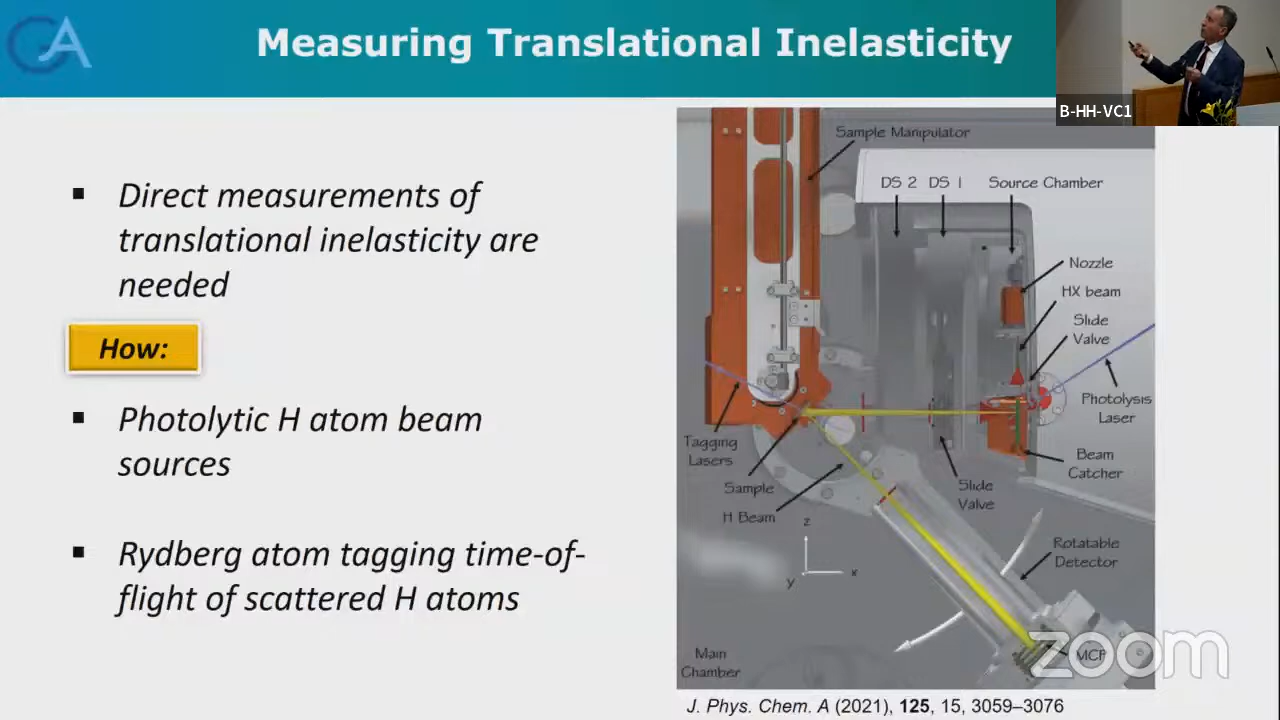 GA
Measuring Translational Inelasticity
B-HH-VC1
▪ Direct measurements of
translational inelasticity are
needed
How:
▪ Photolytic H atom beam
sources
▪ Rydberg atom tagging time-of-
flight of scattered H atoms
Sample Manipulator
DS 2 DS 1 Source Chamber
Nozzle
HX beam
Slide
Valve
Photolysis
Laser
Tagging
Lasers
Beam
Catcher
Sample
Slide
Valve
H Beam
z
y x
Rotatable
Detector
Main
Chamber
MCP
zoom
J. Phys. Chem. A (2021), 125, 15, 3059–3076